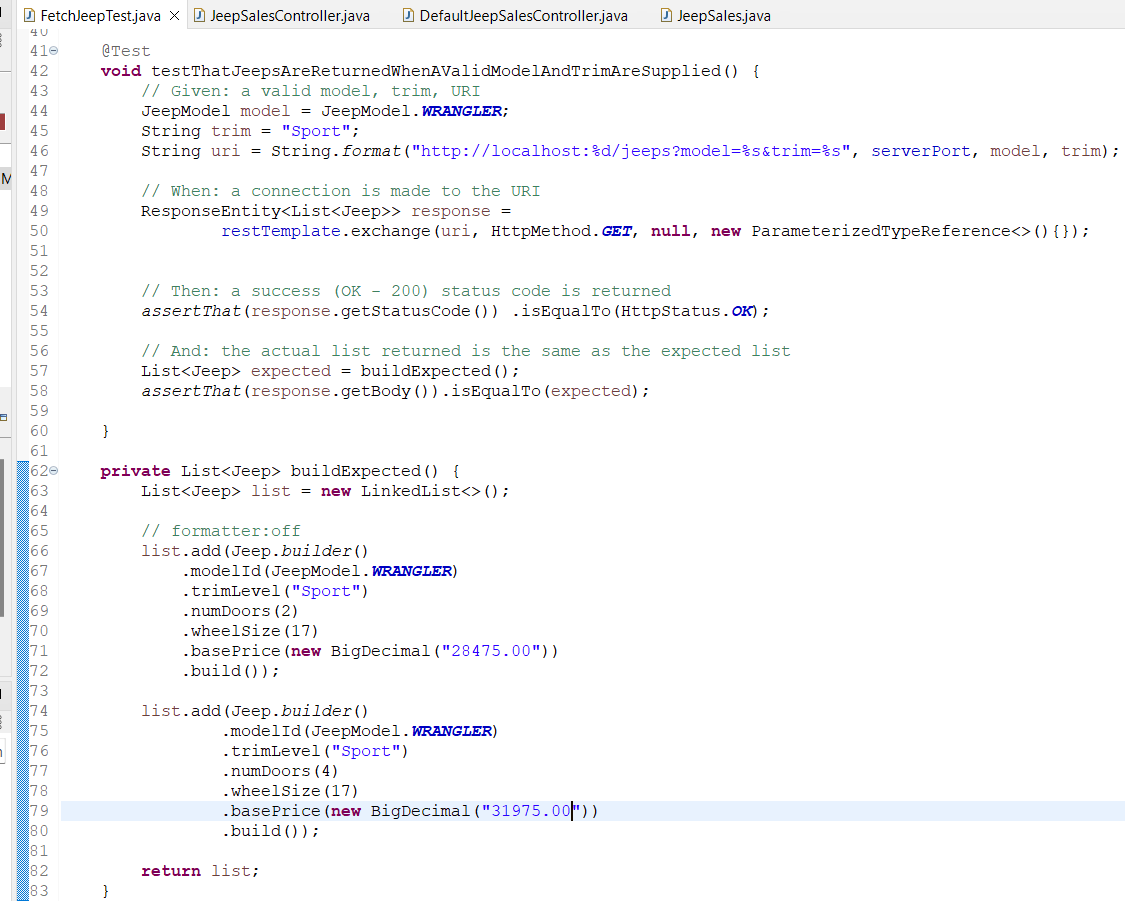 FetchJeepTest.java JeepSalesController.java DefaultJeepSalesController.java JeepSales.java
40
41 @Test
42 void testThatJeepsAreReturnedWhenAValidModelAndTrimAreSupplied() {
43 // Given: a valid model, trim, URI
44 JeepModel model = JeepModel.WRANGLER;
45 String trim = "Sport";
46 String uri = String.format("http://localhost:%d/jeeps?model=%s&trim=%s", serverPort, model, trim);
47
48 // When: a connection is made to the URI
49 ResponseEntity<List<Jeep>> response =
50 restTemplate.exchange(uri, HttpMethod.GET, null, new ParameterizedTypeReference<>(){});
51
52
53 // Then: a success (OK - 200) status code is returned
54 assertThat(response.getStatusCode()) .isEqualTo(HttpStatus.OK);
55
56 // And: the actual list returned is the same as the expected list
57 List<Jeep> expected = buildExpected();
58 assertThat(response.getBody()).isEqualTo(expected);
59
60 }
61
62 private List<Jeep> buildExpected() {
63 List<Jeep> list = new LinkedList<>();
64
65 // formatter:off
66 list.add(Jeep.builder()
67 .modelId(JeepModel.WRANGLER)
68 .trimLevel("Sport")
69 .numDoors(2)
70 .wheelSize(17)
71 .basePrice(new BigDecimal("28475.00"))
72 .build());
73
74 list.add(Jeep.builder()
75 .modelId(JeepModel.WRANGLER)
76 .trimLevel("Sport")
77 .numDoors(4)
78 .wheelSize(17)
79 .basePrice(new BigDecimal("31975.00"))
80 .build());
81
82 return list;
83 }